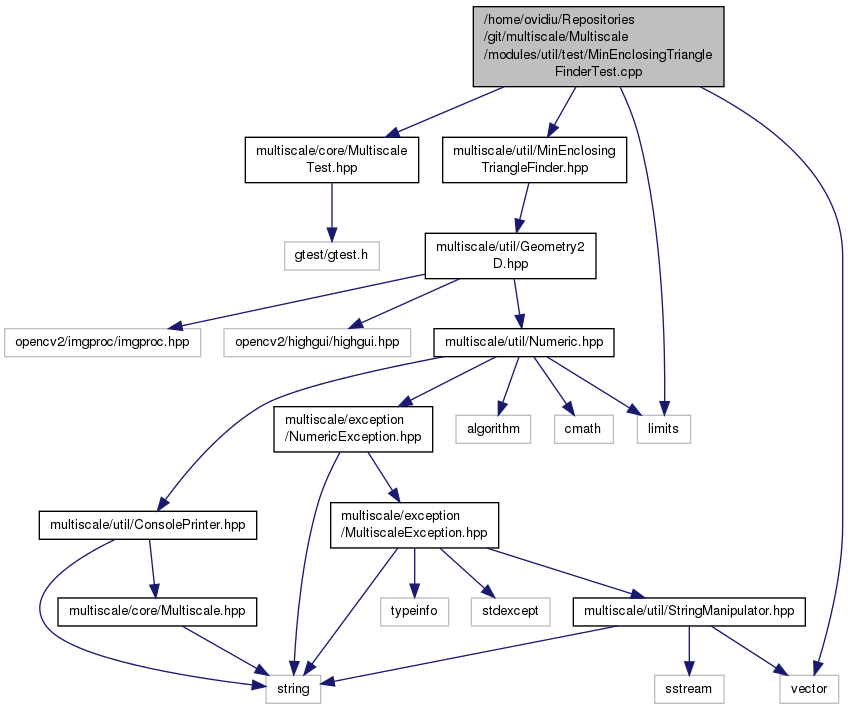 /home/ovidiu/Repositories
/git/multiscale/Multiscale
/modules/util/test/MinEnclosingTriangle
FinderTest.cpp
multiscale/core/Multiscale
Test.hpp
multiscale/util/MinEnclosing
TriangleFinder.hpp
gtest/gtest.h
multiscale/util/Geometry2
D.hpp
opencv2/imgproc/imgproc.hpp
opencv2/highgui/highgui.hpp
multiscale/util/Numeric.hpp
multiscale/exception
/NumericException.hpp
algorithm
cmath
limits
multiscale/util/ConsolePrinter.hpp
multiscale/exception
/MultiscaleException.hpp
multiscale/core/Multiscale.hpp
typeinfo
stdexcept
multiscale/util/StringManipulator.hpp
string
sstream
vector